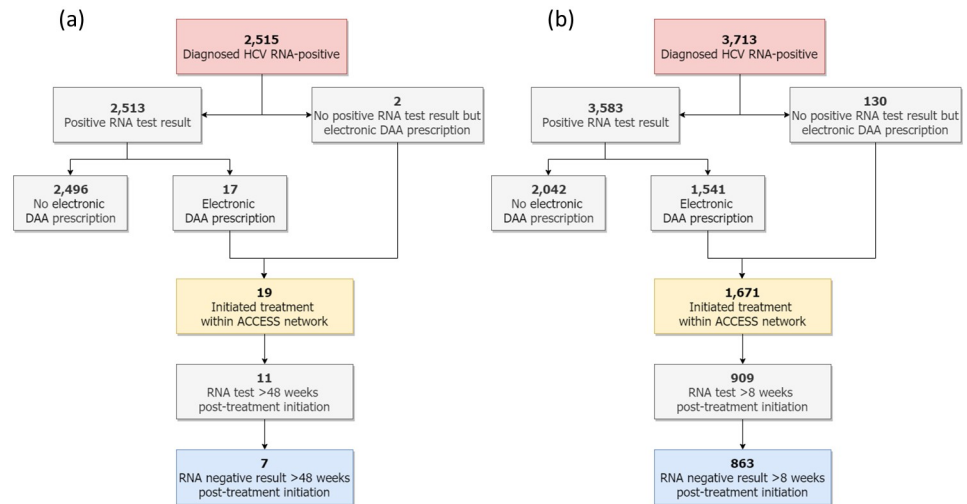 (a)
2,515
Diagnosed HCV RNA-positive
2,513
Positive RNA test result
2
No positive RNA test result but
electronic DAA prescription
2,496
No electronic
DAA prescription
17
Electronic
DAA prescription
19
Initiated treatment
within ACCESS network
11
RNA test >48 weeks
post-treatment initiation
7
RNA negative result >48 weeks
post-treatment initiation
(b)
3,713
Diagnosed HCV RNA-positive
3,583
Positive RNA test result
130
No positive RNA test result but
electronic DAA prescription
2,042
No electronic
DAA prescription
1,541
Electronic
DAA prescription
1,671
Initiated treatment
within ACCESS network
909
RNA test >8 weeks
post-treatment initiation
863
RNA negative result >8 weeks
post-treatment initiation